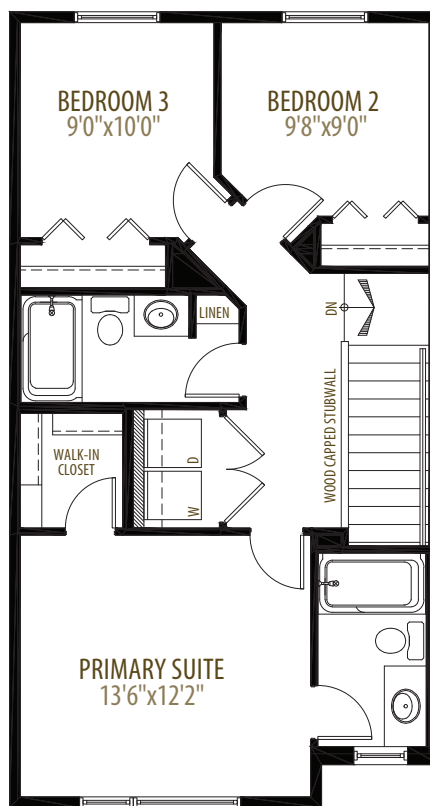 BEDROOM 3
9'0"x10'0"
BEDROOM 2
9'8"x9'0"
LINEN
DN
WOOD CAPPED STUBWALL
WALK-IN
CLOSET
D
W
PRIMARY SUITE
13'6"x12'2"